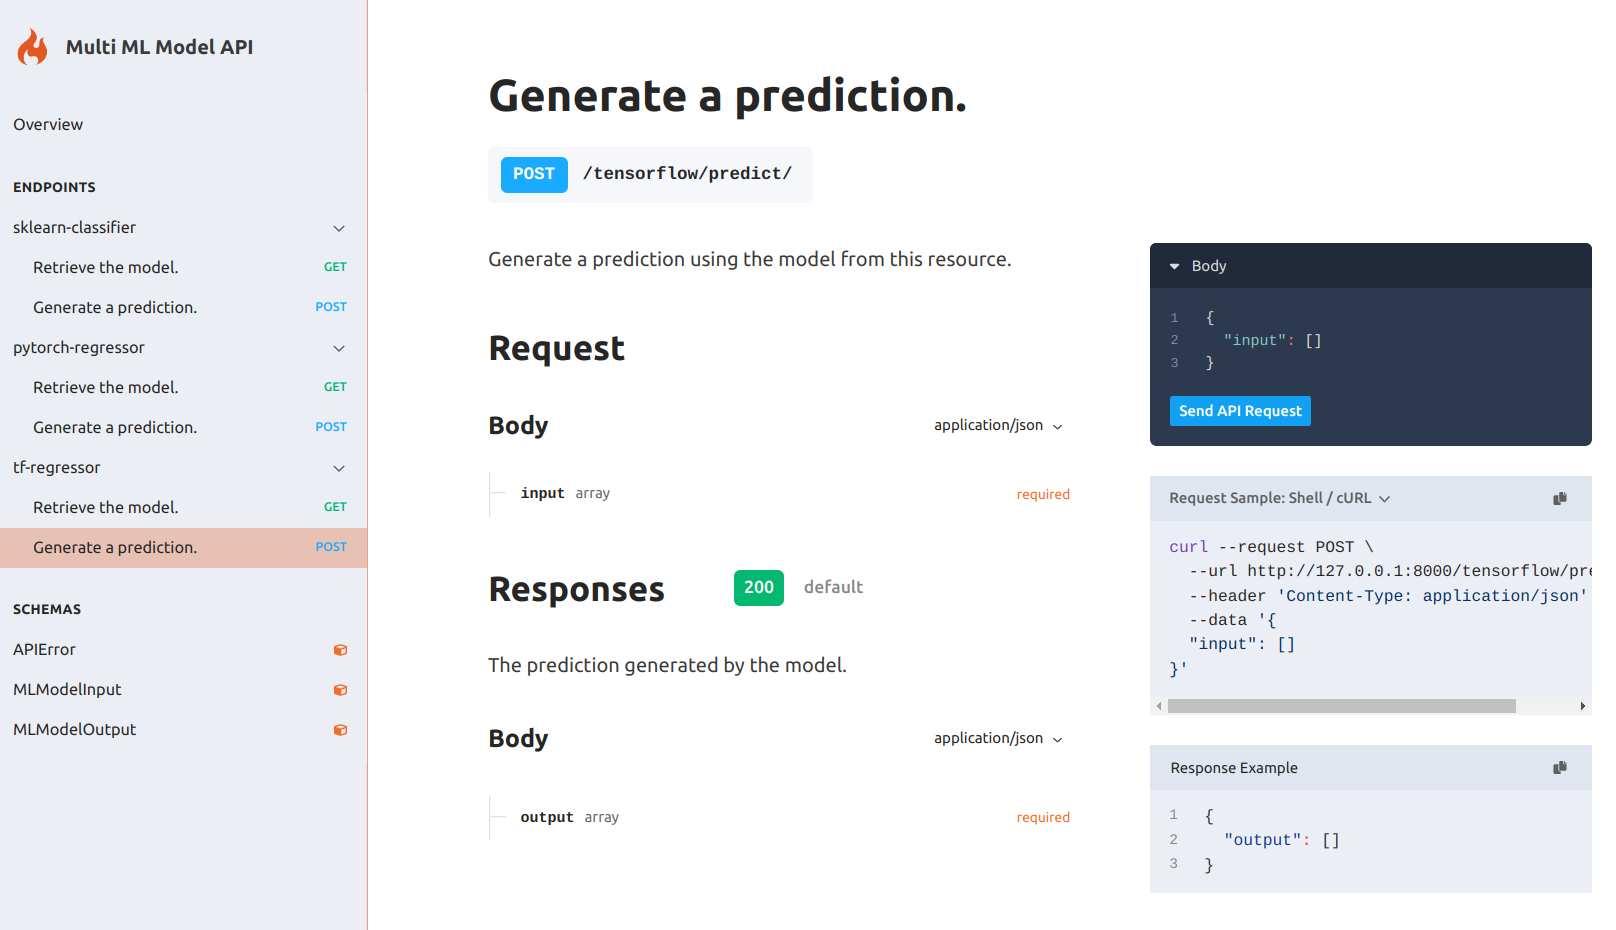 Multi ML Model API
Overview
ENDPOINTS
sklearn-classifier
Retrieve the model. GET
Generate a prediction. POST
pytorch-regressor
Retrieve the model. GET
Generate a prediction. POST
tf-regressor
Retrieve the model. GET
Generate a prediction. POST
SCHEMAS
APIError
MLModelInput
MLModelOutput
Generate a prediction.
POST /tensorflow/predict/
Generate a prediction using the model from this resource.
Request
Body application/json
input array required
Responses 200 default
The prediction generated by the model.
Body application/json
output array required
Body
1 {
2 "input": []
3 }
Send API Request
Request Sample: Shell / cURL
curl --request POST \
--url http://127.0.0.1:8000/tensorflow/pre
--header 'Content-Type: application/json'
--data '{
"input": []
}'
Response Example
1 {
2 "output": []
3 }